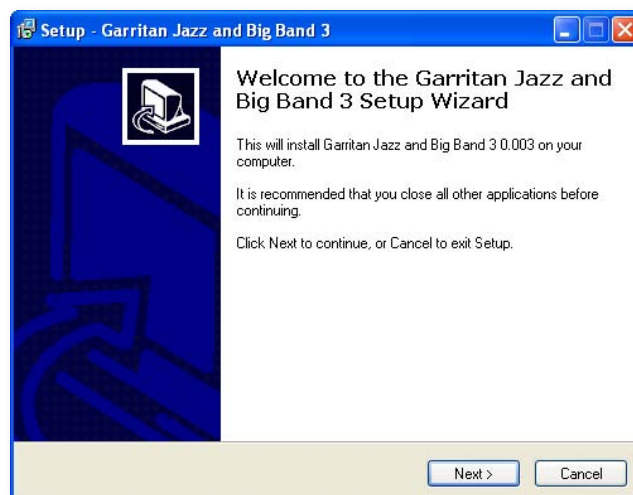 Setup - Garritan Jazz and Big Band 3
Welcome to the Garritan Jazz and
Big Band 3 Setup Wizard
This will install Garritan Jazz and Big Band 3 0.003 on your
computer.
It is recommended that you close all other applications before
continuing.
Click Next to continue, or Cancel to exit Setup.
Next >
Cancel